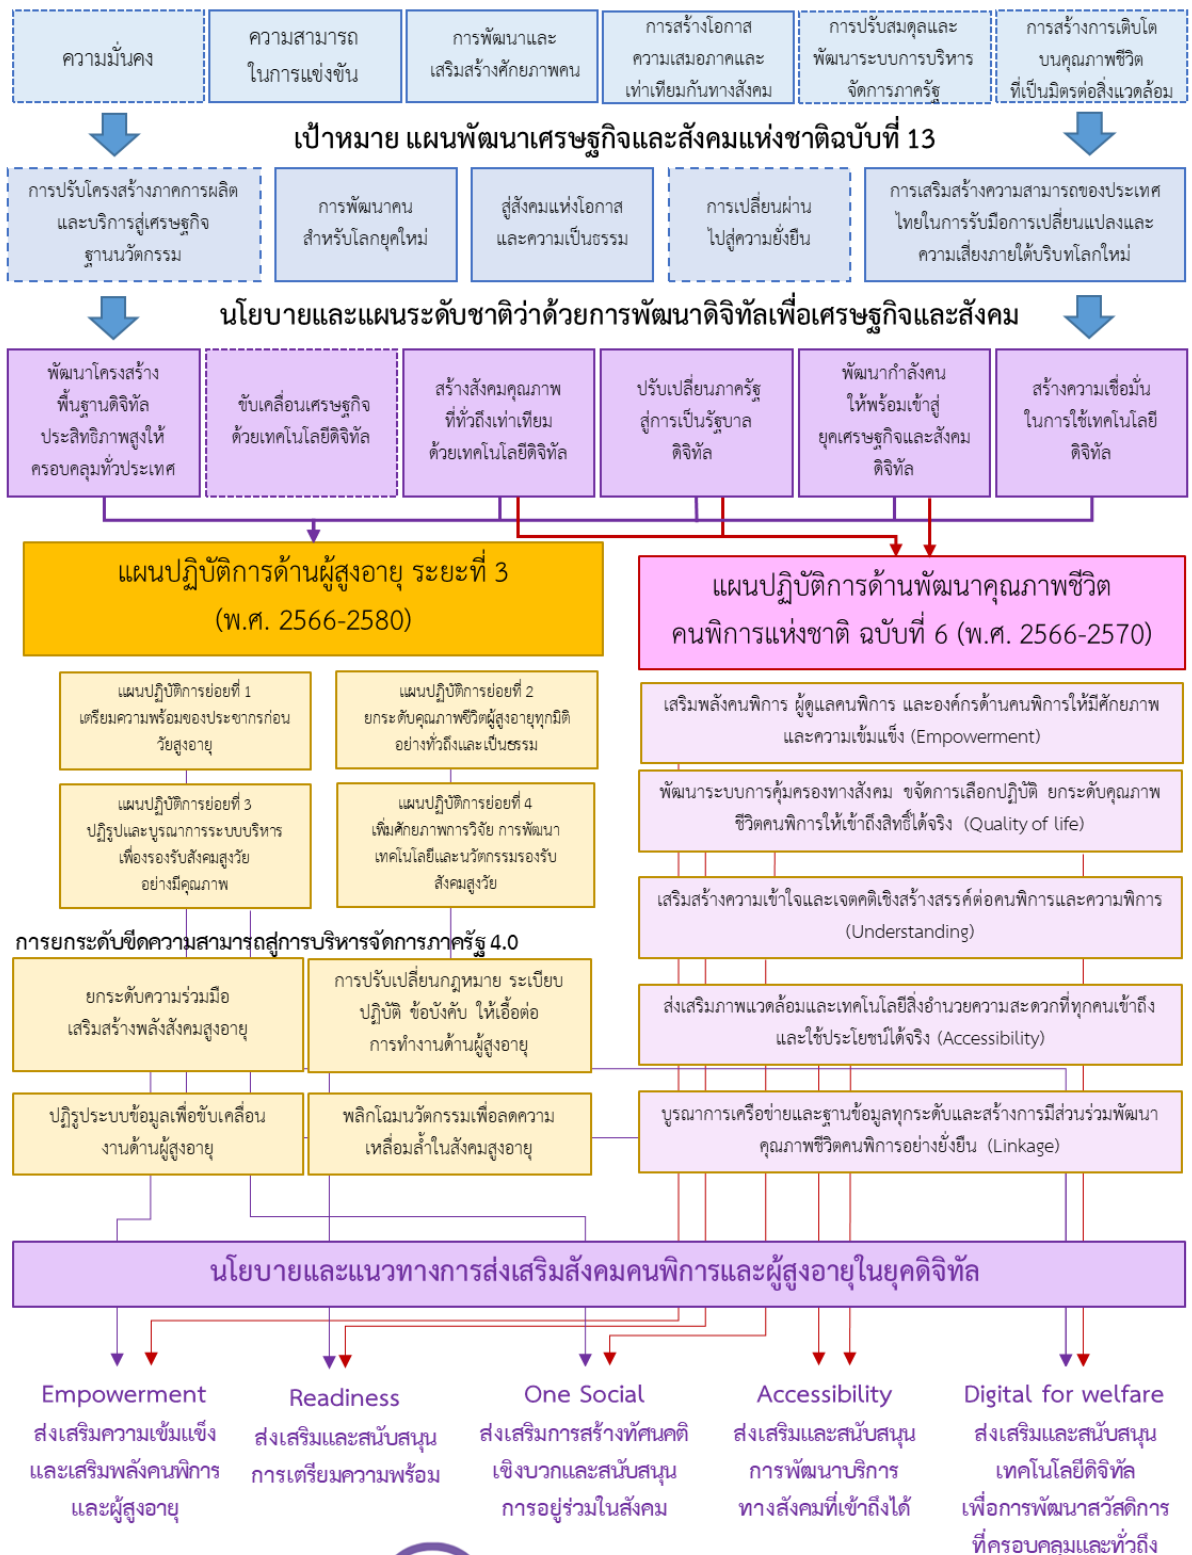 ความมั่นคง
ความสามารถ
ในการแข่งขัน
การพัฒนาและ
เสริมสร้างศักยภาพคน
การสร้างโอกาส
ความเสมอภาคและ
เท่าเทียมกันทางสังคม
การปรับสมดุลและ
พัฒนาระบบการบริหาร
จัดการภาครัฐ
การสร้างการเติบโต
บนคุณภาพชีวิต
ที่เป็นมิตรต่อสิ่งแวดล้อม
เป้าหมาย แผนพัฒนาเศรษฐกิจและสังคมแห่งชาติฉบับที่ 13
การปรับโครงสร้างภาคการผลิต
และบริการสู่เศรษฐกิจ
ฐานนวัตกรรม
การพัฒนาคน
สำหรับโลกยุคใหม่
สู่สังคมแห่งโอกาส
และความเป็นธรรม
การเปลี่ยนผ่าน
ไปสู่ความยั่งยืน
การเสริมสร้างความสามารถของประเทศ
ไทยในการรับมือการเปลี่ยนแปลงและ
ความเสี่ยงภายใต้บริบทโลกใหม่
นโยบายและแผนระดับชาติว่าด้วยการพัฒนาดิจิทัลเพื่อเศรษฐกิจและสังคม
พัฒนาโครงสร้าง
พื้นฐานดิจิทัล
ประสิทธิภาพสูงให้
ครอบคลุมทั่วประเทศ
ขับเคลื่อนเศรษฐกิจ
ด้วยเทคโนโลยีดิจิทัล
สร้างสังคมคุณภาพ
ที่ทั่วถึงเท่าเทียม
ด้วยเทคโนโลยีดิจิทัล
ปรับเปลี่ยนภาครัฐ
สู่การเป็นรัฐบาล
ดิจิทัล
พัฒนากำลังคน
ให้พร้อมเข้าสู่
ยุคเศรษฐกิจและสังคม
ดิจิทัล
สร้างความเชื่อมั่น
ในการใช้เทคโนโลยี
ดิจิทัล
แผนปฏิบัติการด้านผู้สูงอายุ ระยะที่ 3
(พ.ศ. 2566-2580)
แผนปฏิบัติการด้านพัฒนาคุณภาพชีวิต
คนพิการแห่งชาติ ฉบับที่ 6 (พ.ศ. 2566-2570)
แผนปฏิบัติการย่อยที่ 1
เตรียมความพร้อมของประชากรก่อน
วัยสูงอายุ
แผนปฏิบัติการย่อยที่ 2
ยกระดับคุณภาพชีวิตผู้สูงอายุทุกมิติ
อย่างทั่วถึงและเป็นธรรม
แผนปฏิบัติการย่อยที่ 3
ปฏิรูปและบูรณาการระบบบริหาร
เพื่องรองรับสังคมสูงวัย
อย่างมีคุณภาพ
แผนปฏิบัติการย่อยที่ 4
เพิ่มศักยภาพการวิจัย การพัฒนา
เทคโนโลยีและนวัตกรรมรองรับ
สังคมสูงวัย
เสริมพลังคนพิการ ผู้ดูแลคนพิการ และองค์กรด้านคนพิการให้มีศักยภาพ
และความเข้มแข็ง (Empowerment)
พัฒนาระบบการคุ้มครองทางสังคม ขจัดการเลือกปฏิบัติ ยกระดับคุณภาพ
ชีวิตคนพิการให้เข้าถึงสิทธิ์ได้จริง (Quality of life)
เสริมสร้างความเข้าใจและเจตคติเชิงสร้างสรรค์ต่อคนพิการและความพิการ
(Understanding)
การยกระดับขีดความสามารถสู่การบริหารจัดการภาครัฐ 4.0
ยกระดับความร่วมมือ
เสริมสร้างพลังสังคมสูงอายุ
การปรับเปลี่ยนกฎหมาย ระเบียบ
ปฏิบัติ ข้อบังคับ ให้เอื้อต่อ
การทำงานด้านผู้สูงอายุ
ส่งเสริมภาพแวดล้อมและเทคโนโลยีสิ่งอำนวยความสะดวกที่ทุกคนเข้าถึง
และใช้ประโยชน์ได้จริง (Accessibility)
ปฏิรูประบบข้อมูลเพื่อขับเคลื่อน
งานด้านผู้สูงอายุ
พลิกโฉมนวัตกรรมเพื่อลดความ
เหลื่อมล้ำในสังคมสูงอายุ
บูรณาการเครือข่ายและฐานข้อมูลทุกระดับและสร้างการมีส่วนร่วมพัฒนา
คุณภาพชีวิตคนพิการอย่างยั่งยืน (Linkage)
นโยบายและแนวทางการส่งเสริมสังคมคนพิการและผู้สูงอายุในยุคดิจิทัล
Empowerment
ส่งเสริมความเข้มแข็ง
และเสริมพลังคนพิการ
และผู้สูงอายุ
Readiness
ส่งเสริมและสนับสนุน
การเตรียมความพร้อม
One Social
ส่งเสริมการสร้างทัศนคติ
เชิงบวกและสนับสนุน
การอยู่ร่วมในสังคม
Accessibility
ส่งเสริมและสนับสนุน
การพัฒนาบริการ
ทางสังคมที่เข้าถึงได้
Digital for welfare
ส่งเสริมและสนับสนุน
เทคโนโลยีดิจิทัล
เพื่อการพัฒนาสวัสดิการ
ที่ครอบคลุมและทั่วถึง